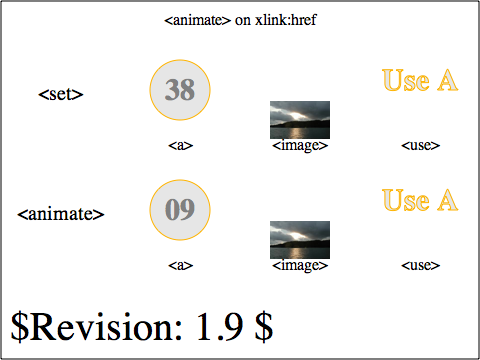 <animate> on xlink:href
<set> 38 Use A
<a> <image> <use>
<animate> 09 Use A
<a> <image> <use>
$Revision: 1.9 $